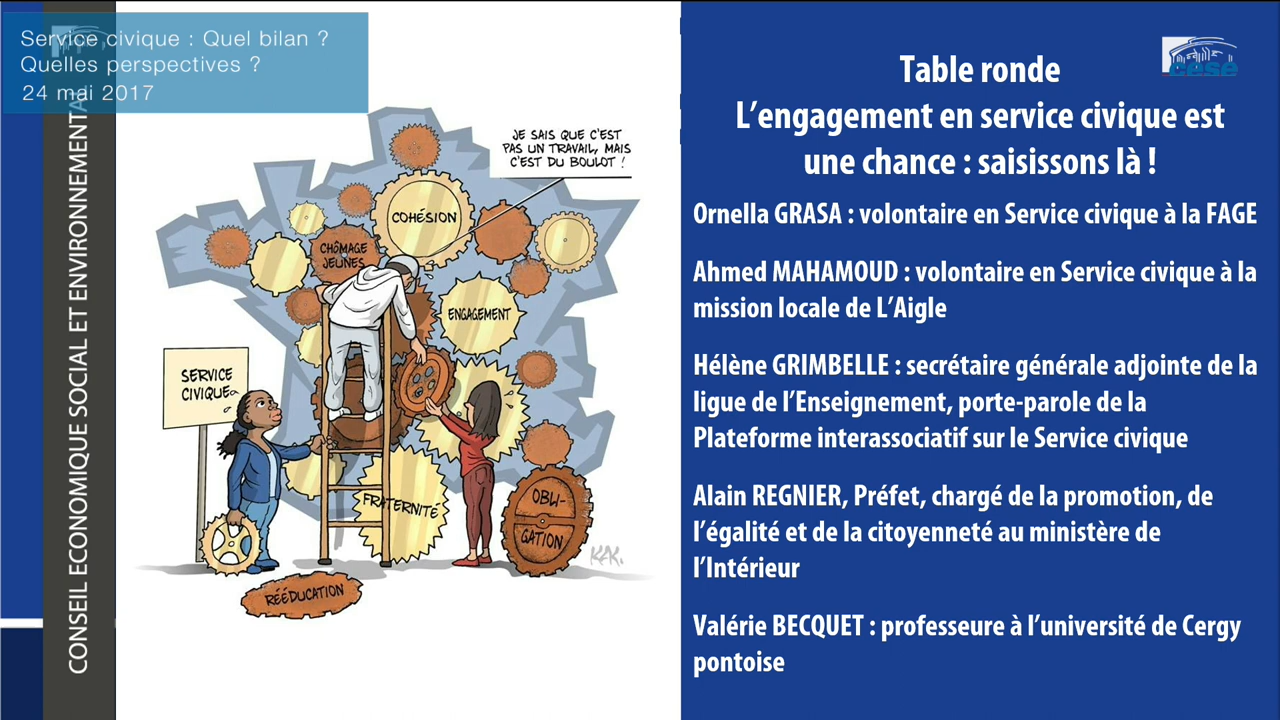 Service civique : Quel bilan ?
Quelles perspectives ?
24 mai 2017
CONSEIL ECONOMIQUE SOCIAL ET ENVIRONNEMENTAL
JE SAIS QUE C'EST
PAS UN TRAVAIL, MAIS
C'EST DU BOULOT !
COHÉSION
CHÔMAGE
JEUNES
ENGAGEMENT
SERVICE
CIVIQUE
FRATERNITÉ
OBLI-
GATION
RÉÉDUCATION
KAK.
cese
Table ronde
L'engagement en service civique est
une chance : saisissons là !
Ornella GRASA : volontaire en Service civique à la FAGE
Ahmed MAHAMOUD : volontaire en Service civique à la
mission locale de L'Aigle
Hélène GRIMBELLE : secrétaire générale adjointe de la
ligue de l'Enseignement, porte-parole de la
Plateforme interassociatif sur le Service civique
Alain REGNIER, Préfet, chargé de la promotion, de
l'égalité et de la citoyenneté au ministère de
l'Intérieur
Valérie BECQUET : professeure à l'université de Cergy
pontoise